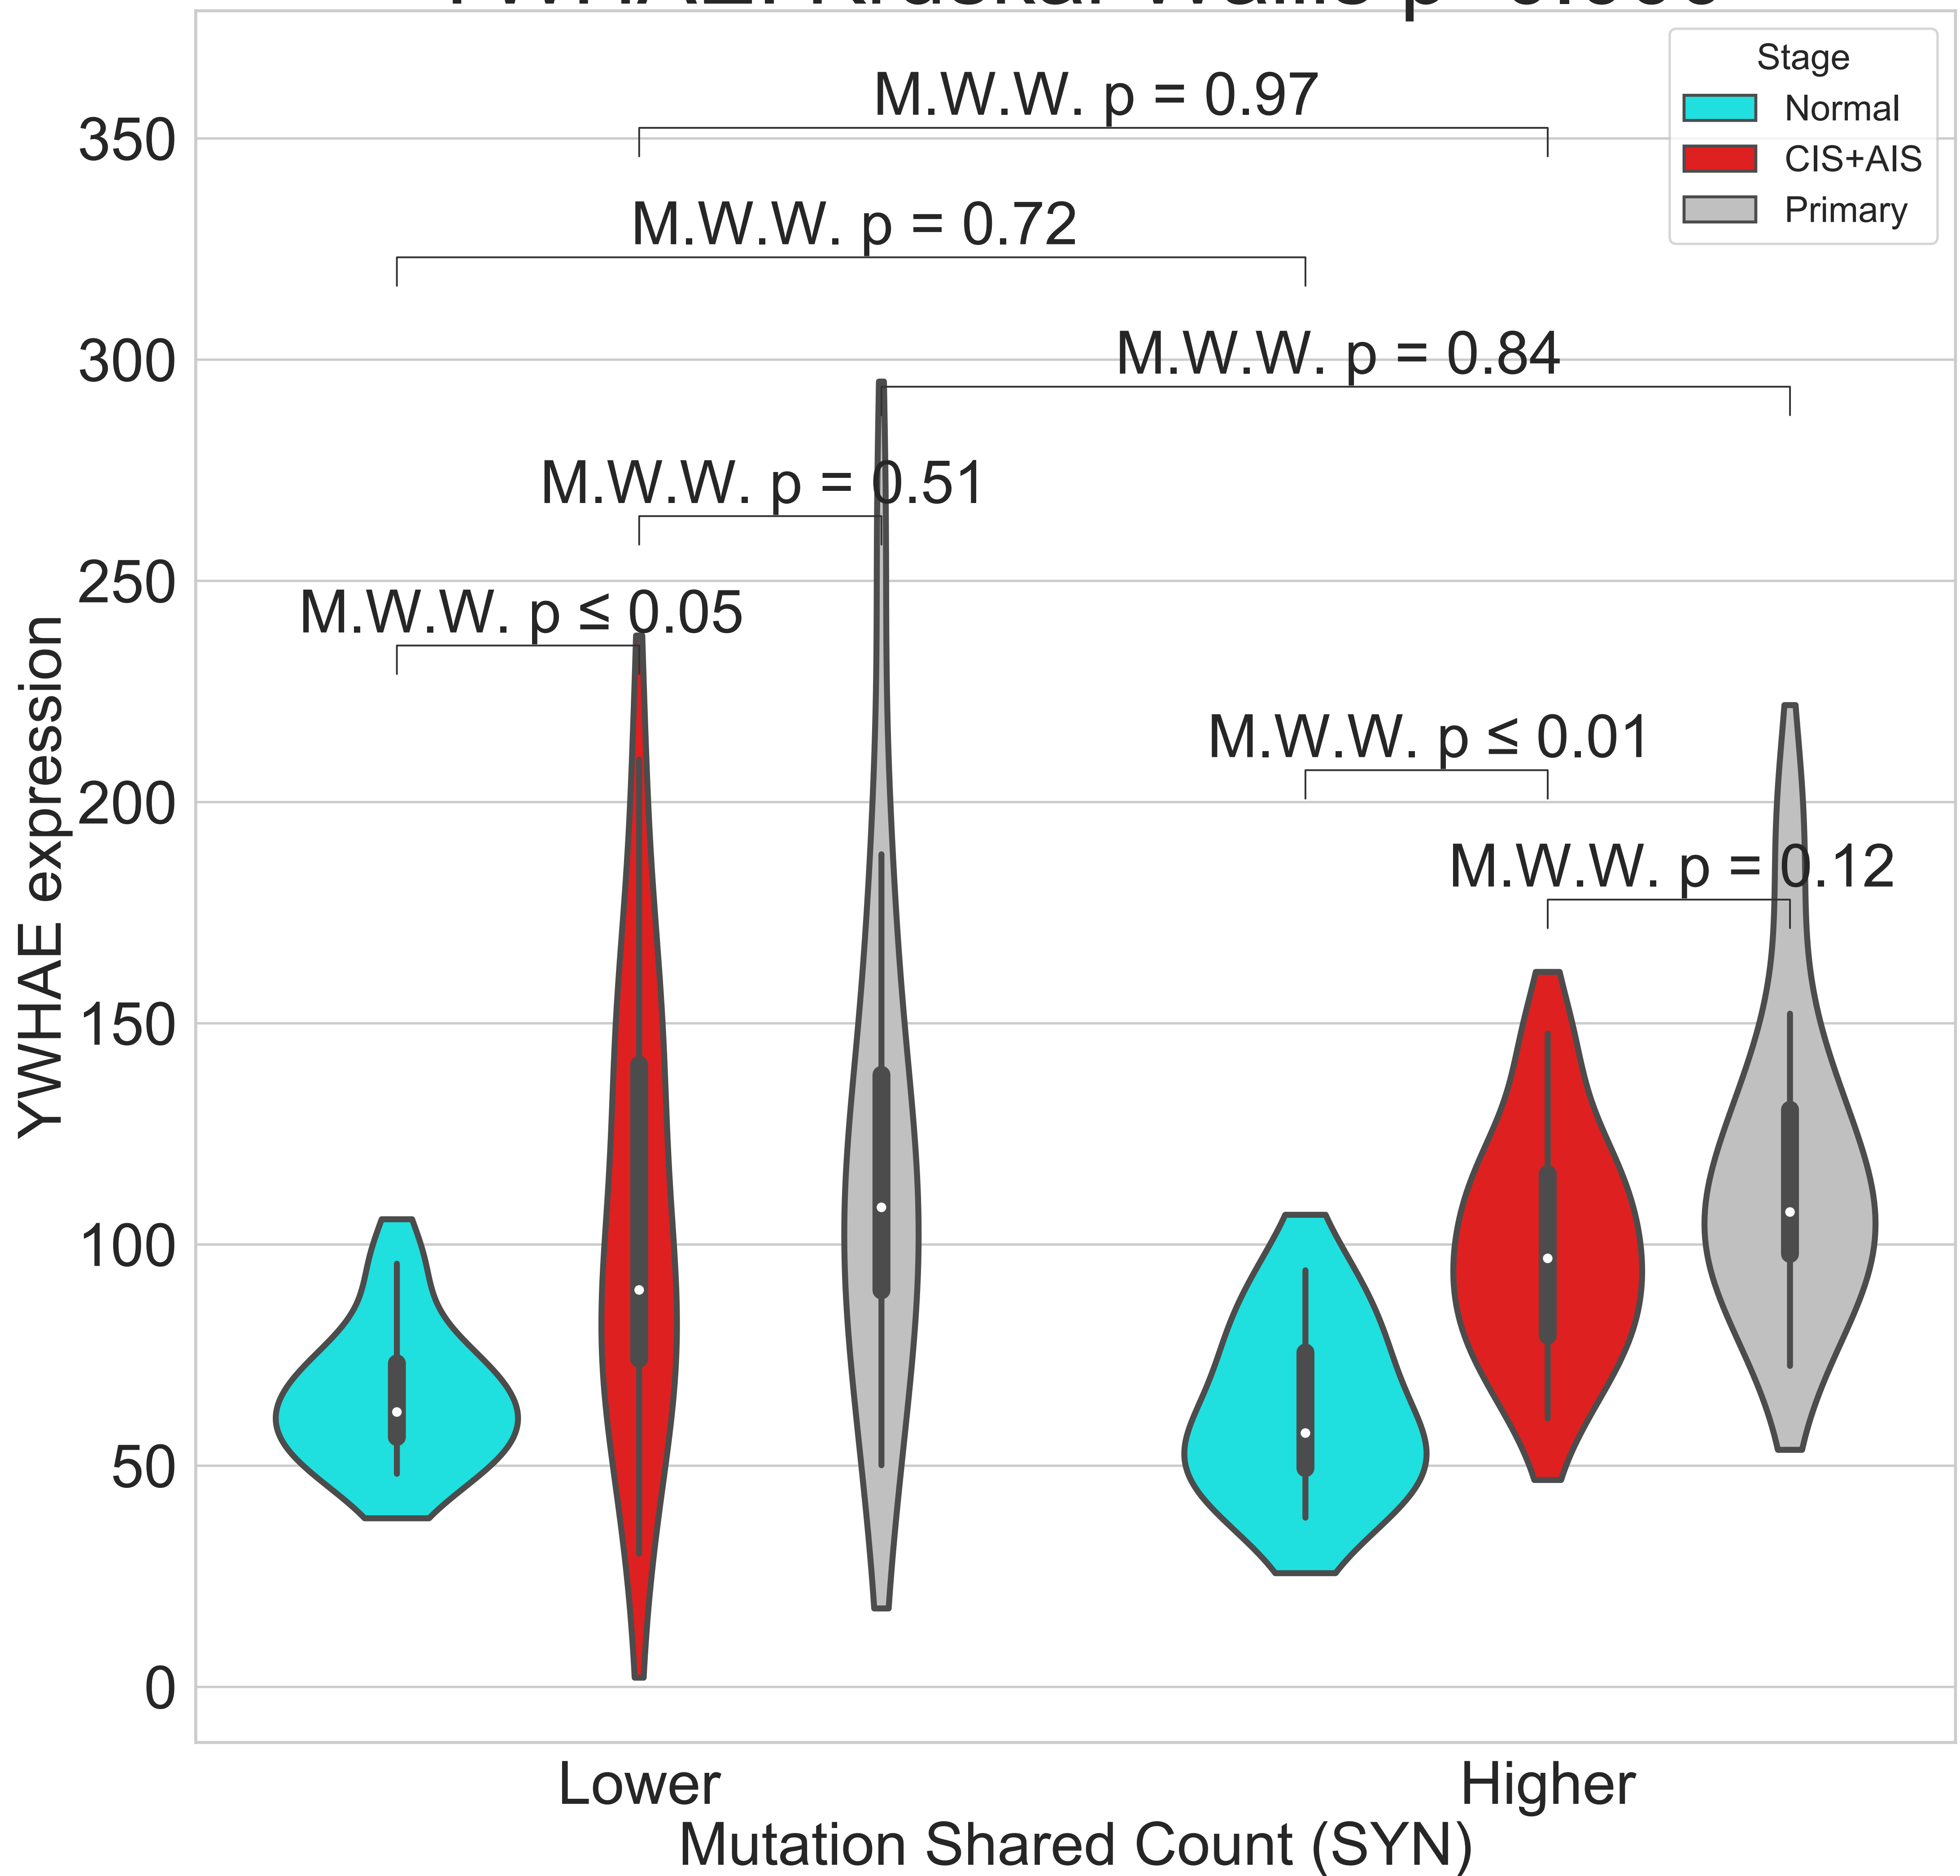 Stage
Normal
CIS+AIS
Primary
M.W.W. p = 0.97
M.W.W. p = 0.72
M.W.W. p = 0.84
M.W.W. p = 0.51
M.W.W. p ≤ 0.05
M.W.W. p ≤ 0.01
M.W.W. p = 0.12
350
300
250
200
150
100
50
0
YWHAE expression
Lower
Higher
Mutation Shared Count (SYN)